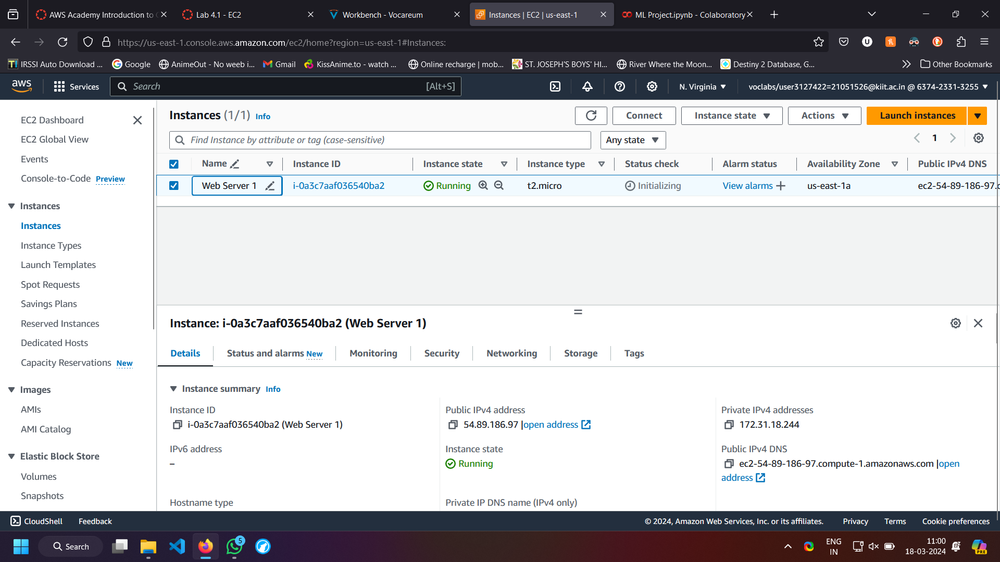 AWS Academy Introduction to C
Lab 4.1 - EC2
Workbench - Vocareum
Instances | EC2 | us-east-1
ML Project.ipynb - Colaboratory
https://us-east-1.console.aws.amazon.com/ec2/home?region=us-east-1#Instances:
IRSSI Auto Download ...
Google
AnimeOut - No weeb i...
Gmail
KissAnime.to - watch ...
Online recharge | mob...
ST. JOSEPH'S BOYS' HI...
River Where the Moon...
Destiny 2 Database, G...
Other Bookmarks
aws
Services
Search
[Alt+S]
N. Virginia
voclabs/user3127422=21051526@kiit.ac.in @ 6374-2331-3255
EC2 Dashboard
EC2 Global View
Events
Console-to-Code Preview
Instances
Instances
Instance Types
Launch Templates
Spot Requests
Savings Plans
Reserved Instances
Dedicated Hosts
Capacity Reservations New
Images
AMIs
AMI Catalog
Elastic Block Store
Volumes
Snapshots
Instances (1/1) Info
Connect
Instance state
Actions
Launch instances
Find Instance by attribute or tag (case-sensitive)
Any state
1
Name
Instance ID
Instance state
Instance type
Status check
Alarm status
Availability Zone
Public IPv4 DNS
Web Server 1
i-0a3c7aaf036540ba2
Running
t2.micro
Initializing
View alarms
us-east-1a
ec2-54-89-186-97.c
Instance: i-0a3c7aaf036540ba2 (Web Server 1)
Details
Status and alarms New
Monitoring
Security
Networking
Storage
Tags
Instance summary Info
Instance ID
i-0a3c7aaf036540ba2 (Web Server 1)
Public IPv4 address
54.89.186.97 |open address
Private IPv4 addresses
172.31.18.244
IPv6 address
–
Instance state
Running
Public IPv4 DNS
ec2-54-89-186-97.compute-1.amazonaws.com |open
address
Hostname type
Private IP DNS name (IPv4 only)
CloudShell
Feedback
© 2024, Amazon Web Services, Inc. or its affiliates.
Privacy
Terms
Cookie preferences
Search
5
ENG
IN
11:00
18-03-2024
PRE